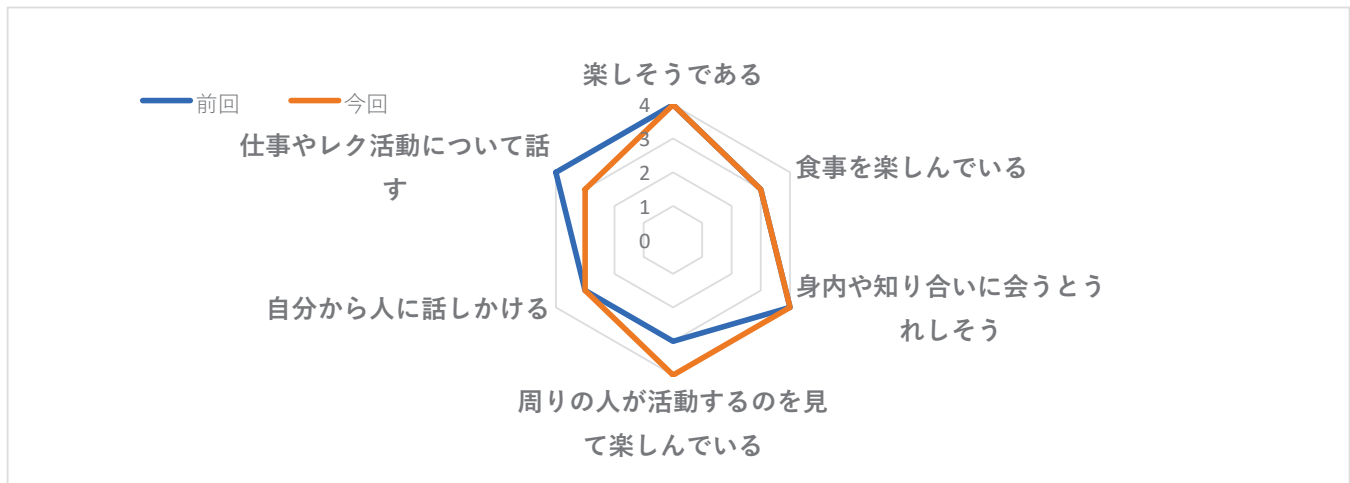 楽しそうである
前回
今回
仕事やレク活動について話
す
4
3
2
1
0
食事を楽しんでいる
身内や知り合いに会うとう
れしそう
自分から人に話しかける
周りの人が活動するのを見
て楽しんでいる